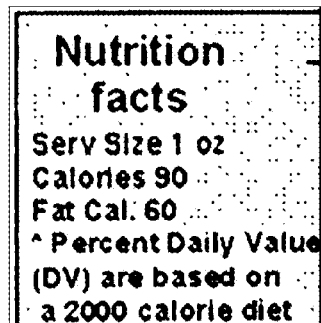 Nutrition
facts
Serv Size 1 oz
Calories 90
Fat Cal. 60
^ Percent Daily Value
(DV) are based on
a 2000 calorie diet